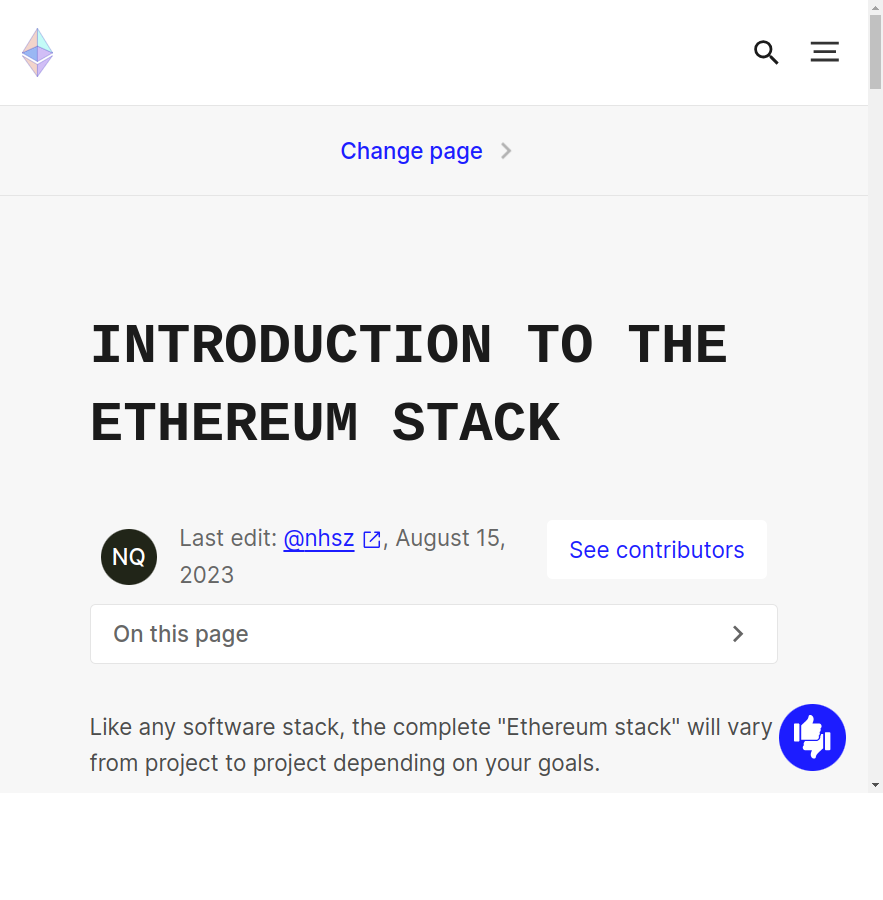 Change page
INTRODUCTION TO THE
ETHEREUM STACK
NQ
Last edit: @nhsz, August 15,
2023
See contributors
On this page
Like any software stack, the complete "Ethereum stack" will vary
from project to project depending on your goals.